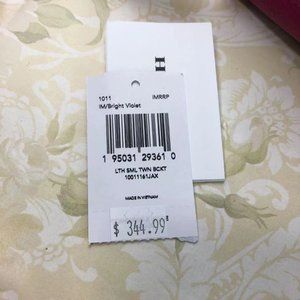 1011 IMRRP
IM/Bright Violet
1 95031 29361 0
LTH SML TWN BCKT
10011161JAX
MADE IN VIETNAM
$ 344.99
H